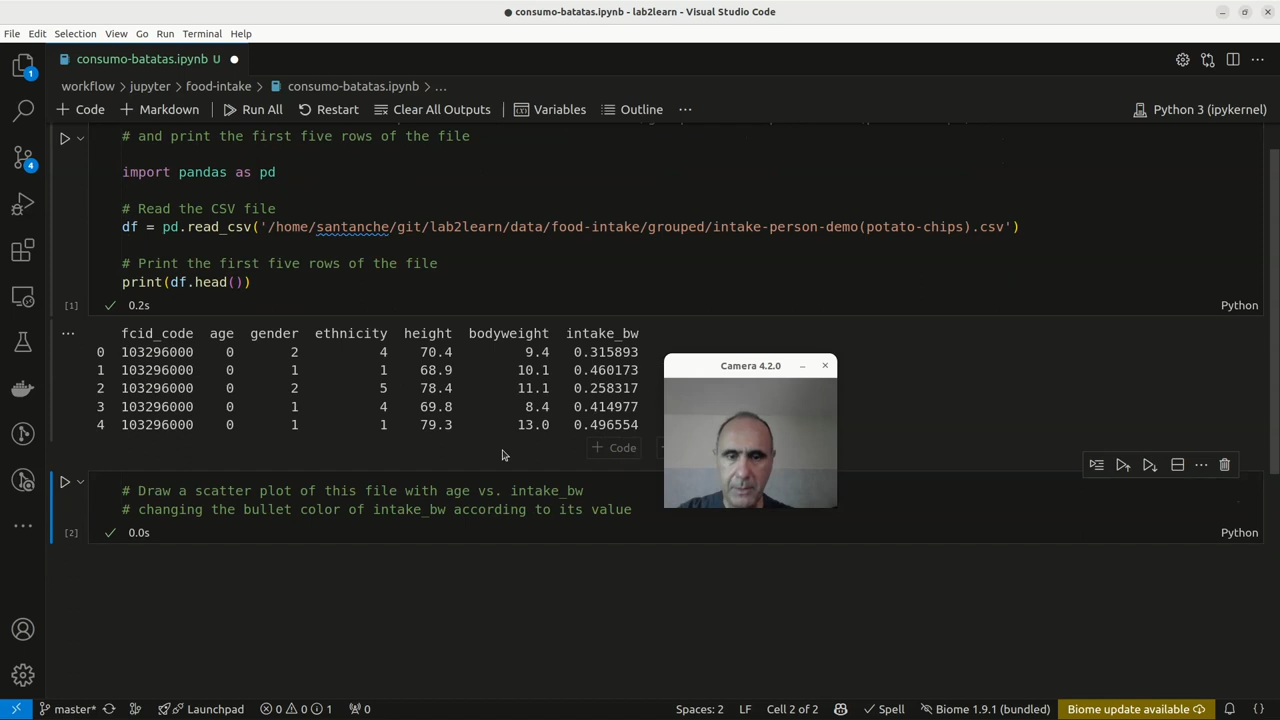 consumo-batatas.ipynb - lab2learn - Visual Studio Code
File Edit Selection View Go Run Terminal Help
1
consumo-batatas.ipynb U
workflow > jupyter > food-intake > consumo-batatas.ipynb > ...
+ Code + Markdown Run All Restart Clear All Outputs Variables Outline ... Python 3 (ipykernel)
# and print the first five rows of the file
4
import pandas as pd
# Read the CSV file
df = pd.read_csv('/home/santanche/git/lab2learn/data/food-intake/grouped/intake-person-demo(potato-chips).csv')
# Print the first five rows of the file
print(df.head())
[1] 0.2s Python
... fcid_code age gender ethnicity height bodyweight intake_bw
0 103296000 0 2 4 70.4 9.4 0.315893
1 103296000 0 1 1 68.9 10.1 0.460173
2 103296000 0 2 5 78.4 11.1 0.258317
3 103296000 0 1 4 69.8 8.4 0.414977
4 103296000 0 1 1 79.3 13.0 0.496554
Camera 4.2.0
+ Code
# Draw a scatter plot of this file with age vs. intake_bw
# changing the bullet color of intake_bw according to its value
[2] 0.0s Python
master* Launchpad 0 0 1 0 Spaces: 2 LF Cell 2 of 2 Spell Biome 1.9.1 (bundled) Biome update available {}